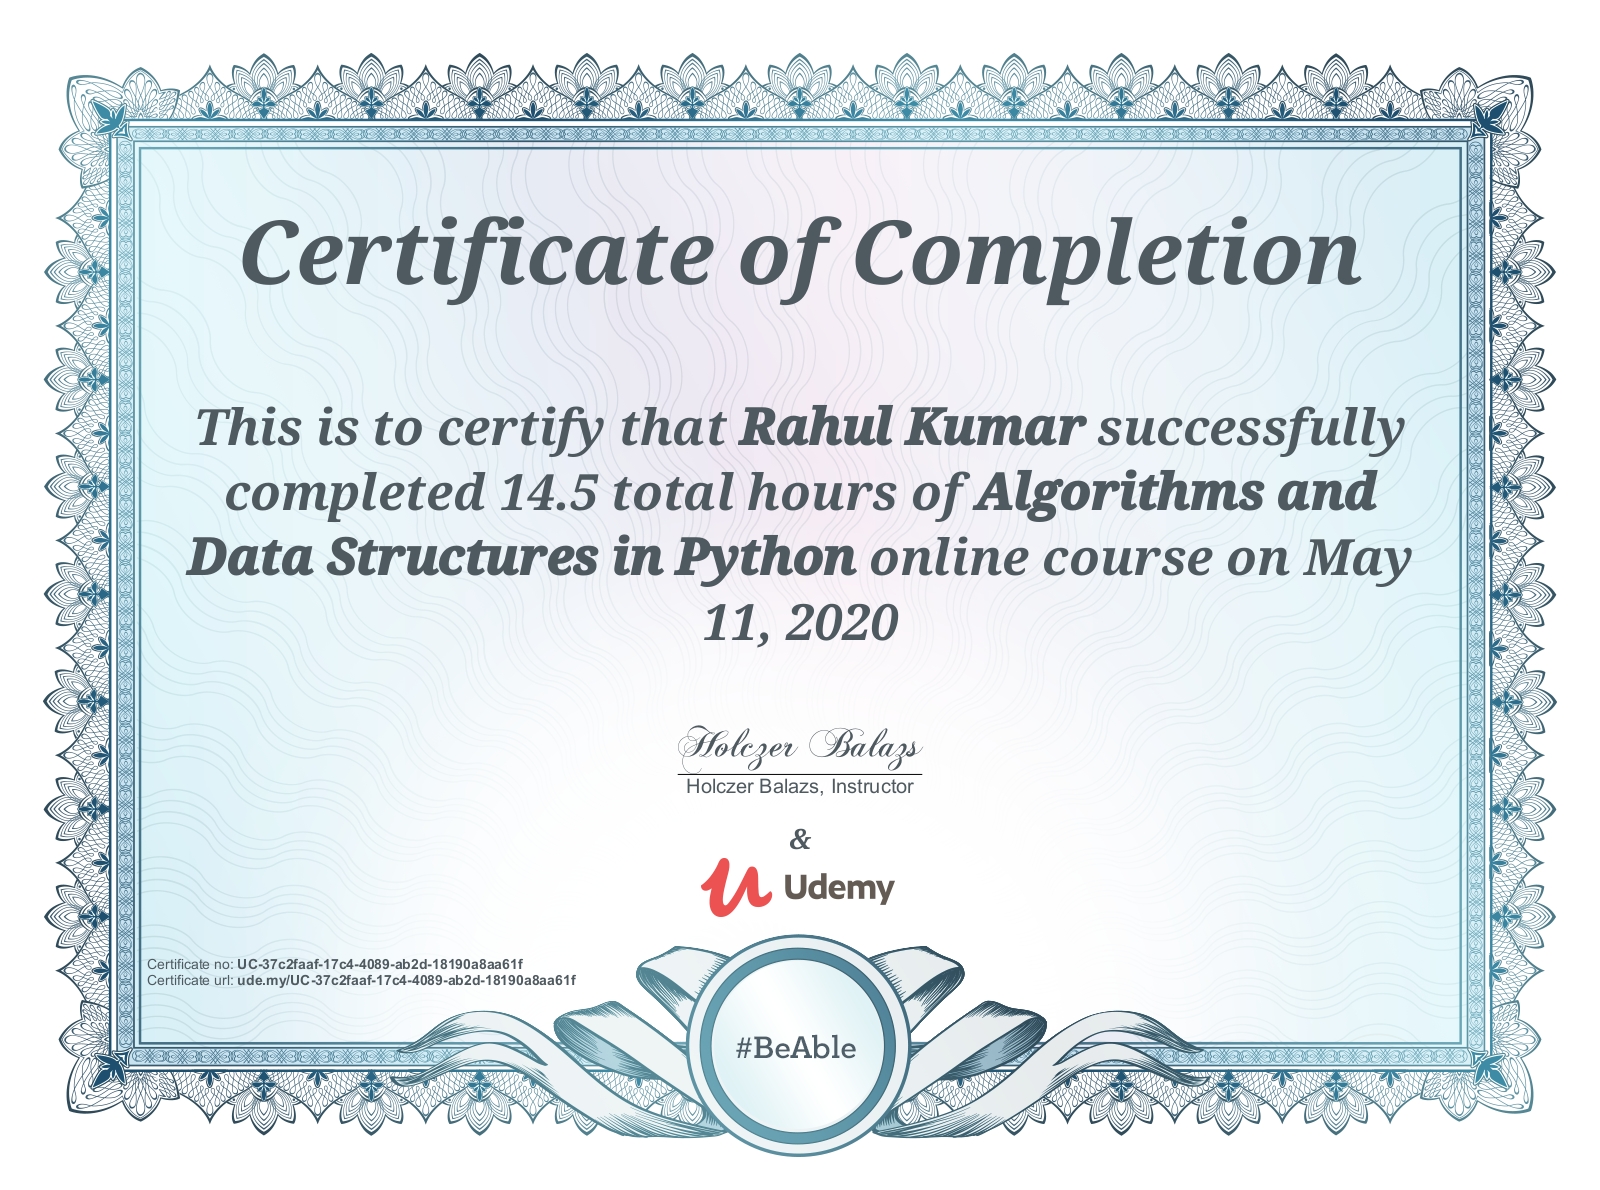 Certificate of Completion
This is to certify that Rahul Kumar successfully
completed 14.5 total hours of Algorithms and
Data Structures in Python online course on May
11, 2020
Holczer Balazs
Holczer Balazs, Instructor
&
Udemy
Certificate no: UC-37c2faaf-17c4-4089-ab2d-18190a8aa61f
Certificate url: ude.my/UC-37c2faaf-17c4-4089-ab2d-18190a8aa61f
#BeAble